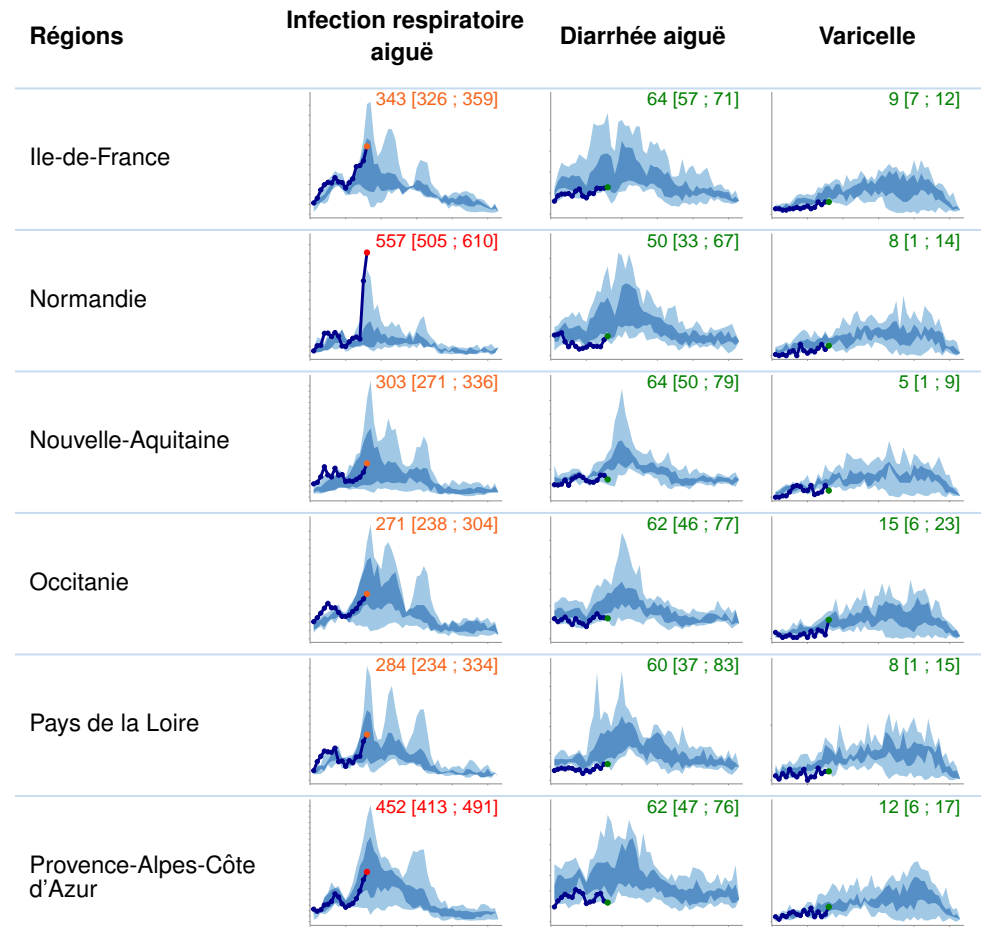 Régions
Infection respiratoire
aiguë
Diarrhée aiguë
Varicelle
Ile-de-France
343 [326 ; 359]
64 [57 ; 71]
9 [7 ; 12]
Normandie
557 [505 ; 610]
50 [33 ; 67]
8 [1 ; 14]
Nouvelle-Aquitaine
303 [271 ; 336]
64 [50 ; 79]
5 [1 ; 9]
Occitanie
271 [238 ; 304]
62 [46 ; 77]
15 [6 ; 23]
Pays de la Loire
284 [234 ; 334]
60 [37 ; 83]
8 [1 ; 15]
Provence-Alpes-Côte
d'Azur
452 [413 ; 491]
62 [47 ; 76]
12 [6 ; 17]